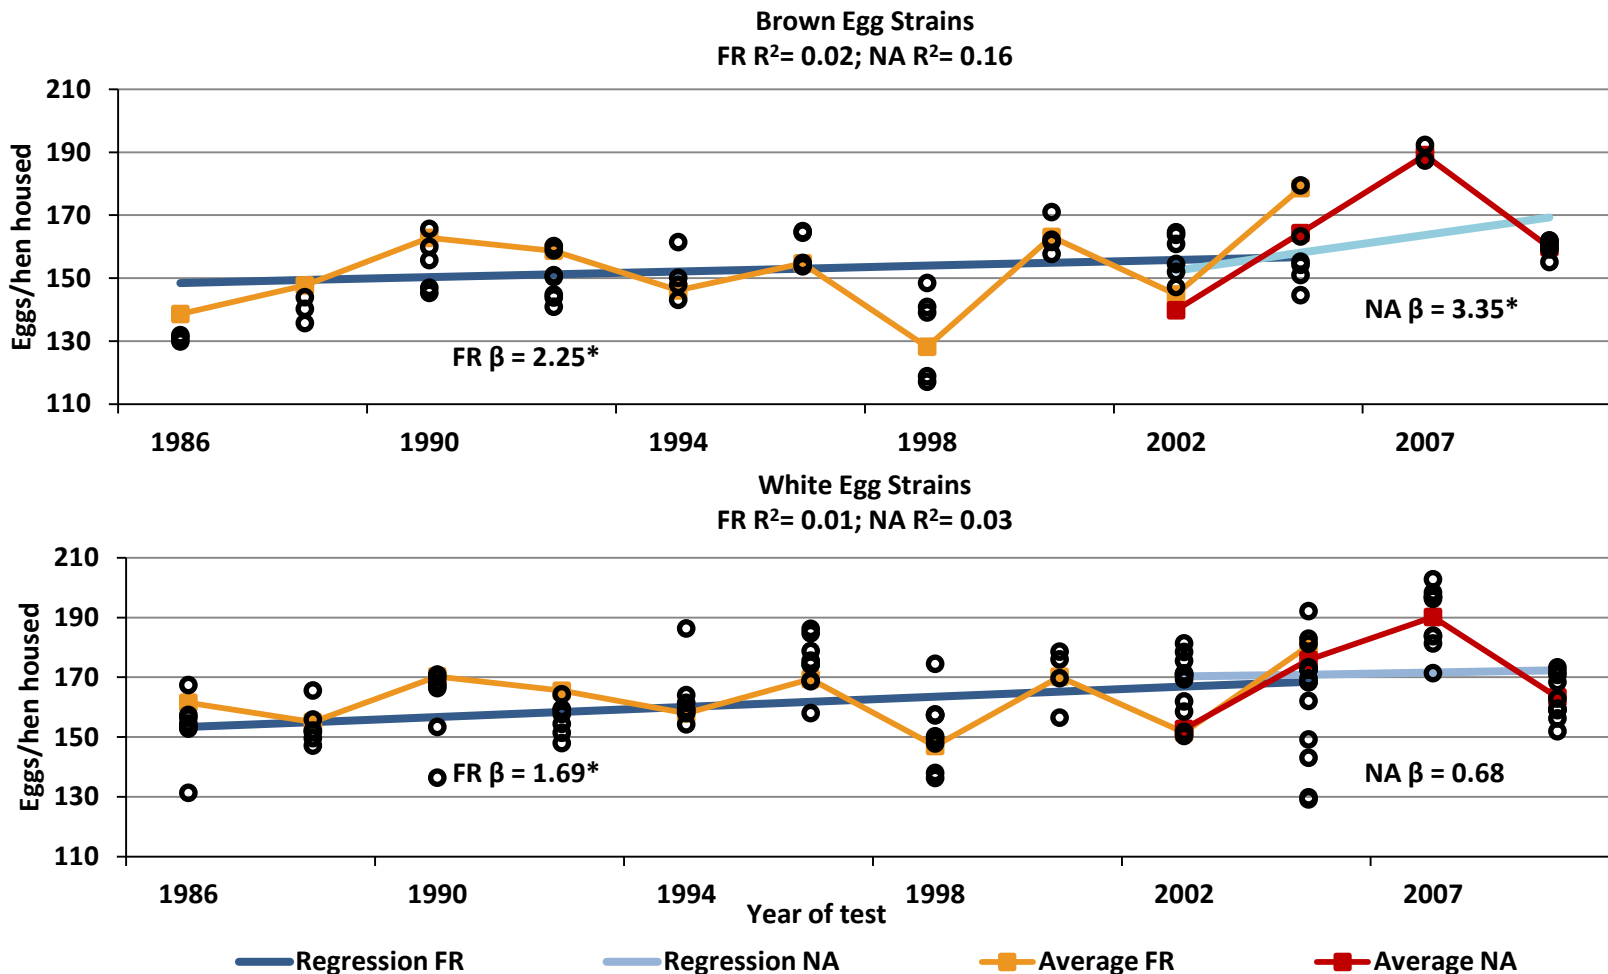 Brown Egg Strains
FR R²= 0.02; NA R²= 0.16
Eggs/hen housed
210
190
170
150
130
110
FR β = 2.25*
NA β = 3.35*
1986 1990 1994 1998 2002 2007
White Egg Strains
FR R²= 0.01; NA R²= 0.03
Eggs/hen housed
210
190
170
150
130
110
FR β = 1.69*
NA β = 0.68
1986 1990 1994 1998 2002 2007
Year of test
Regression FR Regression NA Average FR Average NA